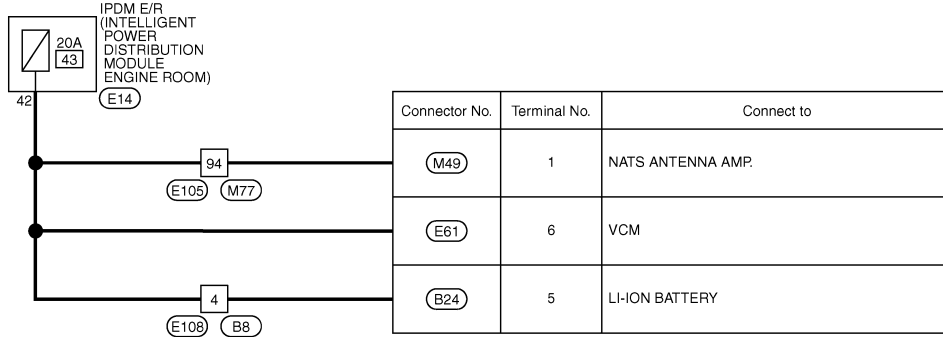 IPDM E/R
(INTELLIGENT
POWER
DISTRIBUTION
MODULE
ENGINE ROOM)
20A
43
42
E14
Connector No. Terminal No. Connect to
94
M49 1 NATS ANTENNA AMP.
E105 M77
E61 6 VCM
4
B24 5 LI-ION BATTERY
E108 B8